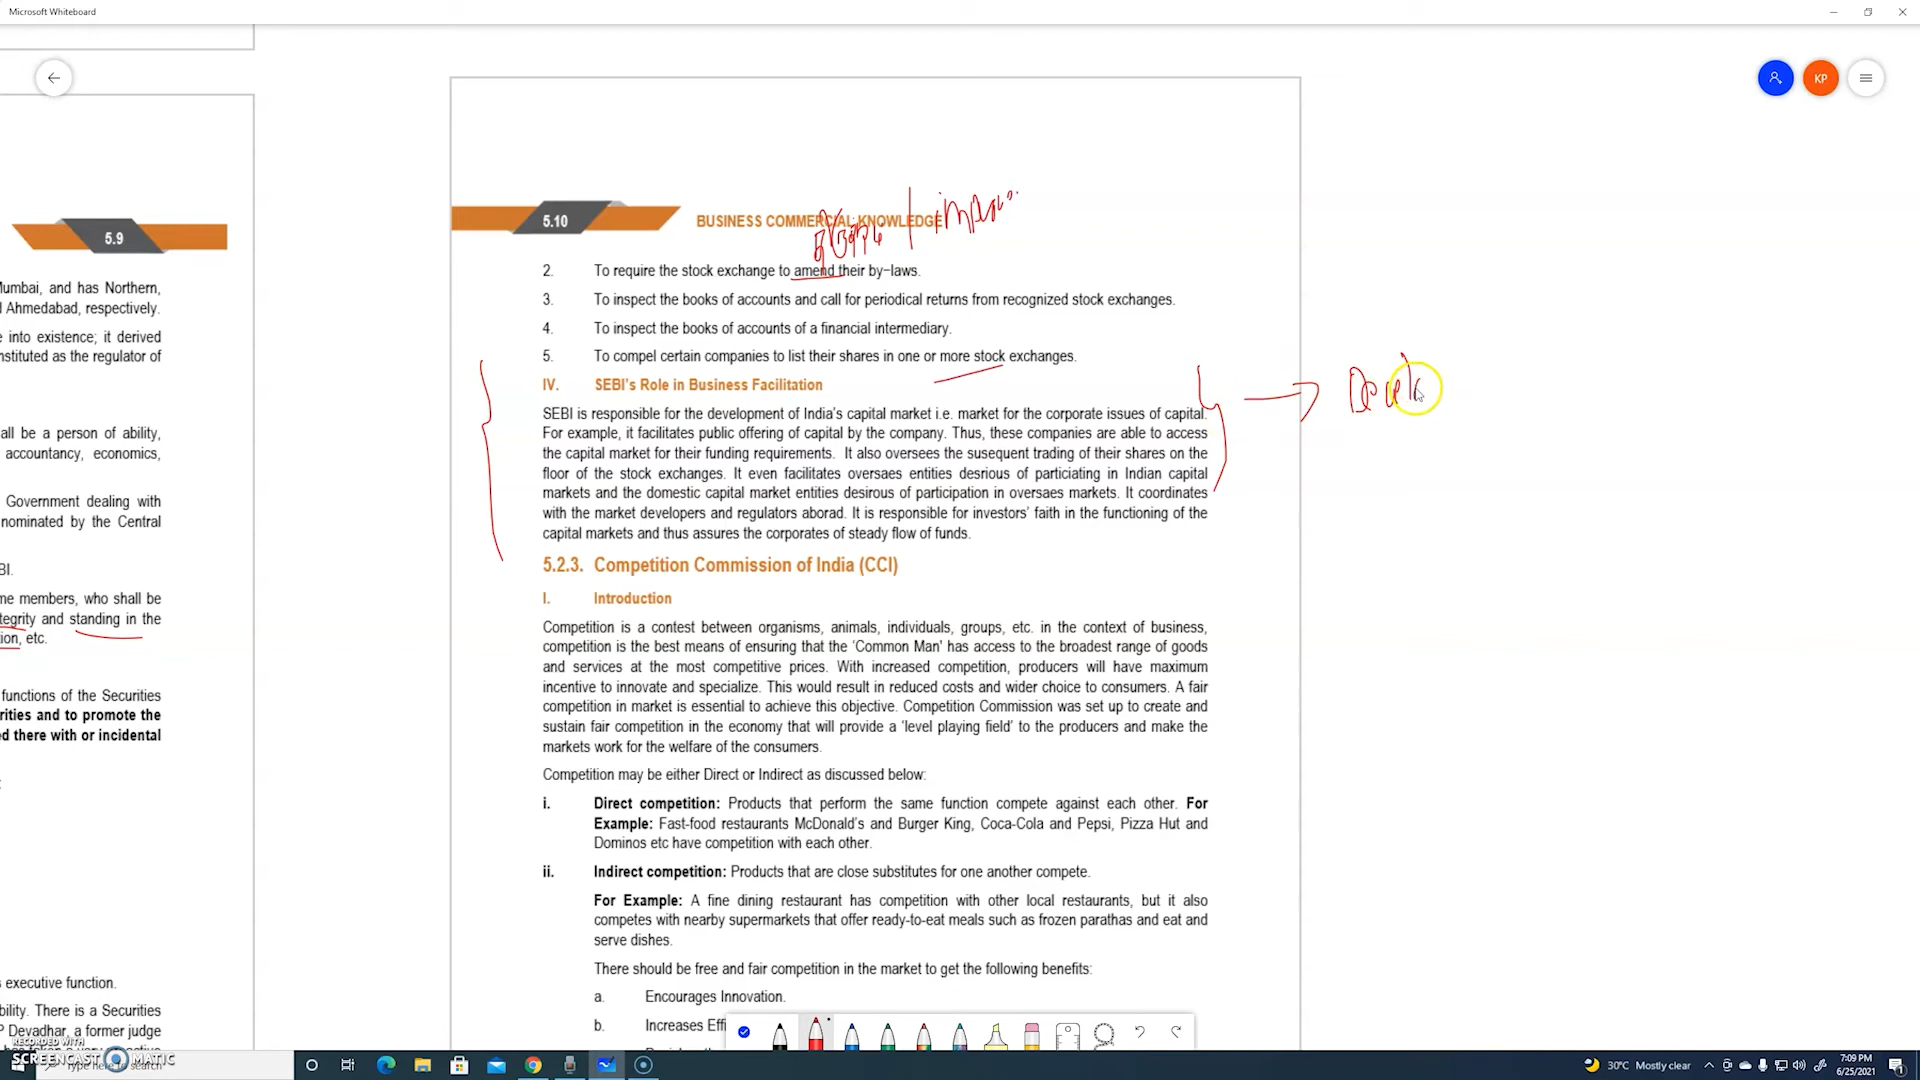 Microsoft Whiteboard
KP
5.9
Mumbai, and has Northern,
Ahmedabad, respectively.
into existence; it derived
nstituted as the regulator of
all be a person of ability,
accountancy, economics,
Government dealing with
nominated by the Central
BI.
me members, who shall be
tegrity and standing in the
tion, etc.
functions of the Securities
rities and to promote the
ed there with or incidental
executive function.
bility. There is a Securities
P Devadhar, a former judge
5.10 BUSINESS COMMERCIAL KNOWLEDGE
2. To require the stock exchange to amend their by-laws.
3. To inspect the books of accounts and call for periodical returns from recognized stock exchanges.
4. To inspect the books of accounts of a financial intermediary.
5. To compel certain companies to list their shares in one or more stock exchanges.
IV. SEBI's Role in Business Facilitation
SEBI is responsible for the development of India's capital market i.e. market for the corporate issues of capital.
For example, it facilitates public offering of capital by the company. Thus, these companies are able to access
the capital market for their funding requirements. It also oversees the susequent trading of their shares on the
floor of the stock exchanges. It even facilitates oversaes entities desrious of particiating in Indian capital
markets and the domestic capital market entities desirous of participation in oversaes markets. It coordinates
with the market developers and regulators aborad. It is responsible for investors' faith in the functioning of the
capital markets and thus assures the corporates of steady flow of funds.
5.2.3. Competition Commission of India (CCI)
I. Introduction
Competition is a contest between organisms, animals, individuals, groups, etc. in the context of business,
competition is the best means of ensuring that the 'Common Man' has access to the broadest range of goods
and services at the most competitive prices. With increased competition, producers will have maximum
incentive to innovate and specialize. This would result in reduced costs and wider choice to consumers. A fair
competition in market is essential to achieve this objective. Competition Commission was set up to create and
sustain fair competition in the economy that will provide a 'level playing field' to the producers and make the
markets work for the welfare of the consumers.
Competition may be either Direct or Indirect as discussed below:
i. Direct competition: Products that perform the same function compete against each other. For
Example: Fast-food restaurants McDonald's and Burger King, Coca-Cola and Pepsi, Pizza Hut and
Dominos etc have competition with each other.
ii. Indirect competition: Products that are close substitutes for one another compete.
For Example: A fine dining restaurant has competition with other local restaurants, but it also
competes with nearby supermarkets that offer ready-to-eat meals such as frozen parathas and eat and
serve dishes.
There should be free and fair competition in the market to get the following benefits:
a. Encourages Innovation.
b. Increases Effi
RECORDED WITH
SCREENCAST MATIC
Type here to search
30°C Mostly clear
7:09 PM
6/25/2021